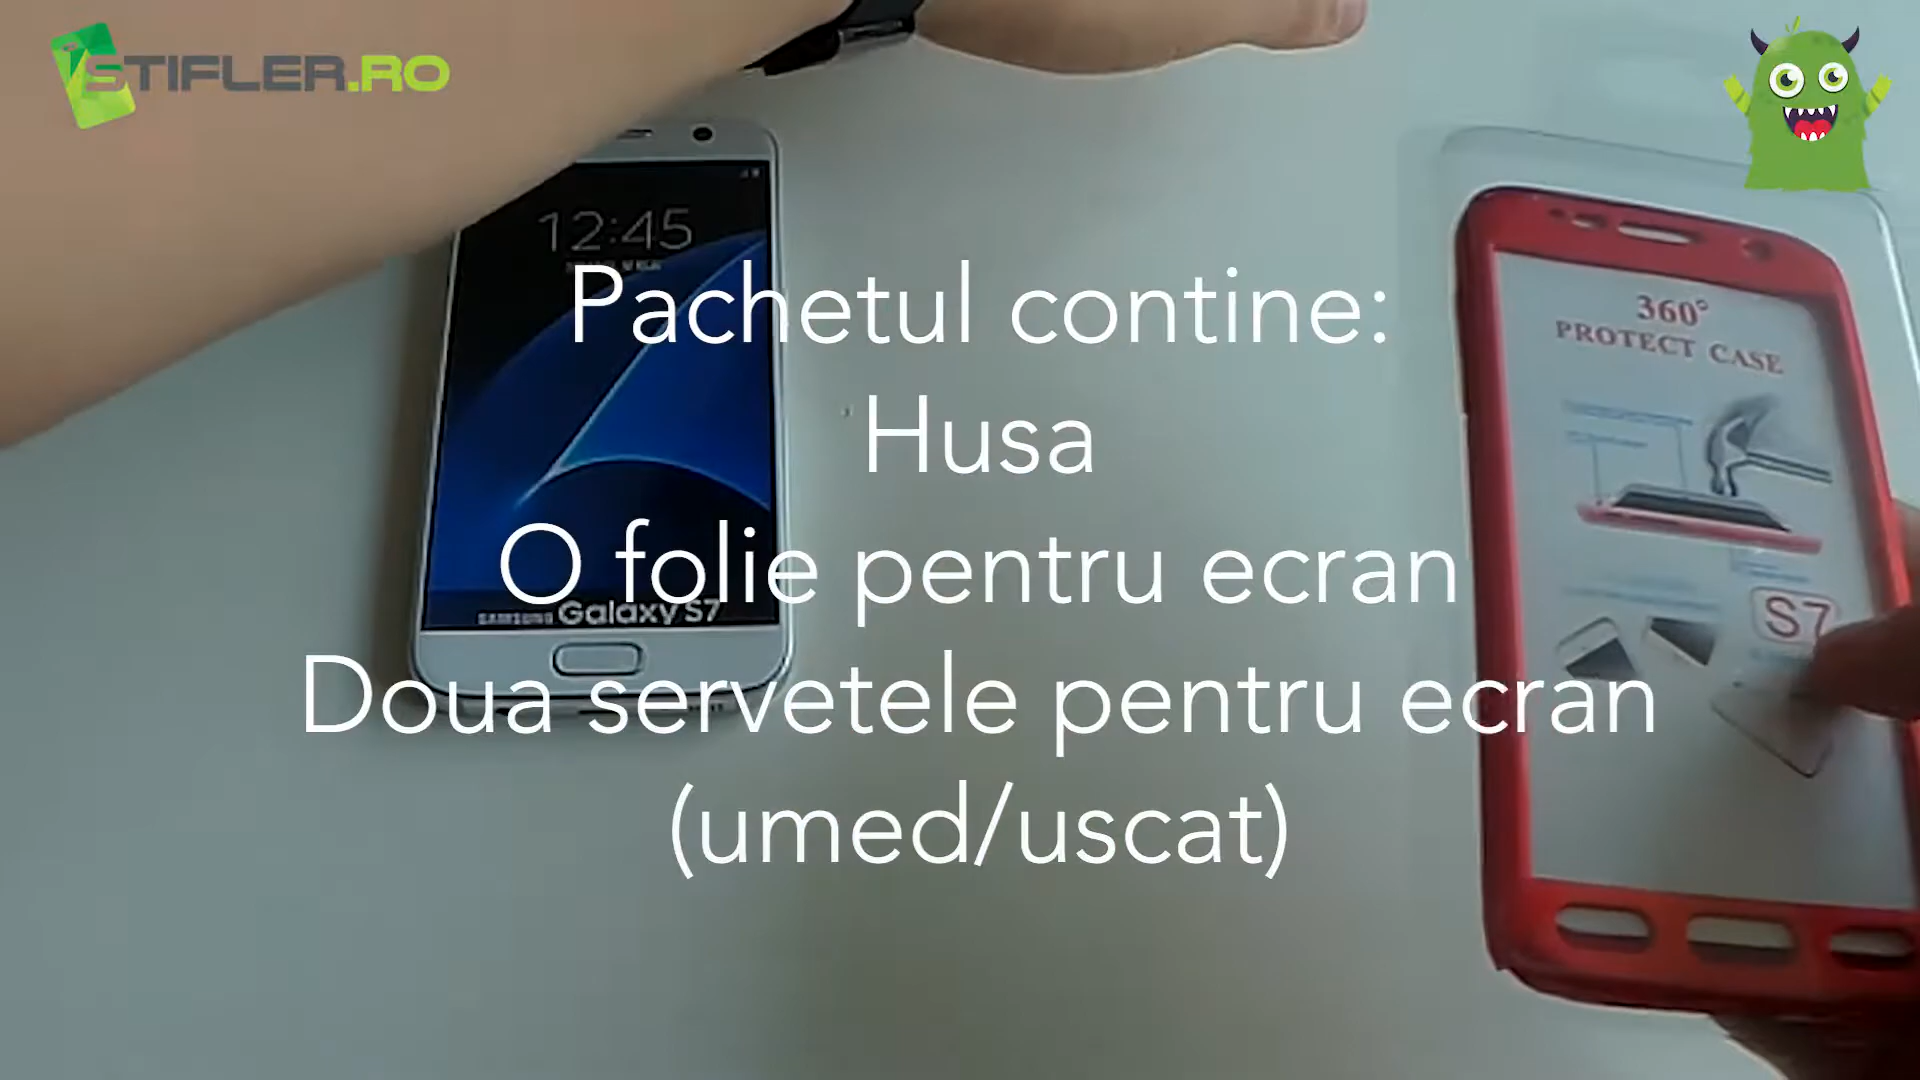 STIFLER.RO
12:45
Pachetul contine:
Husa
O folie pentru ecran
SAMSUNG Galaxy S7
Doua servetele pentru ecran
(umed/uscat)
360°
PROTECT CASE
S7